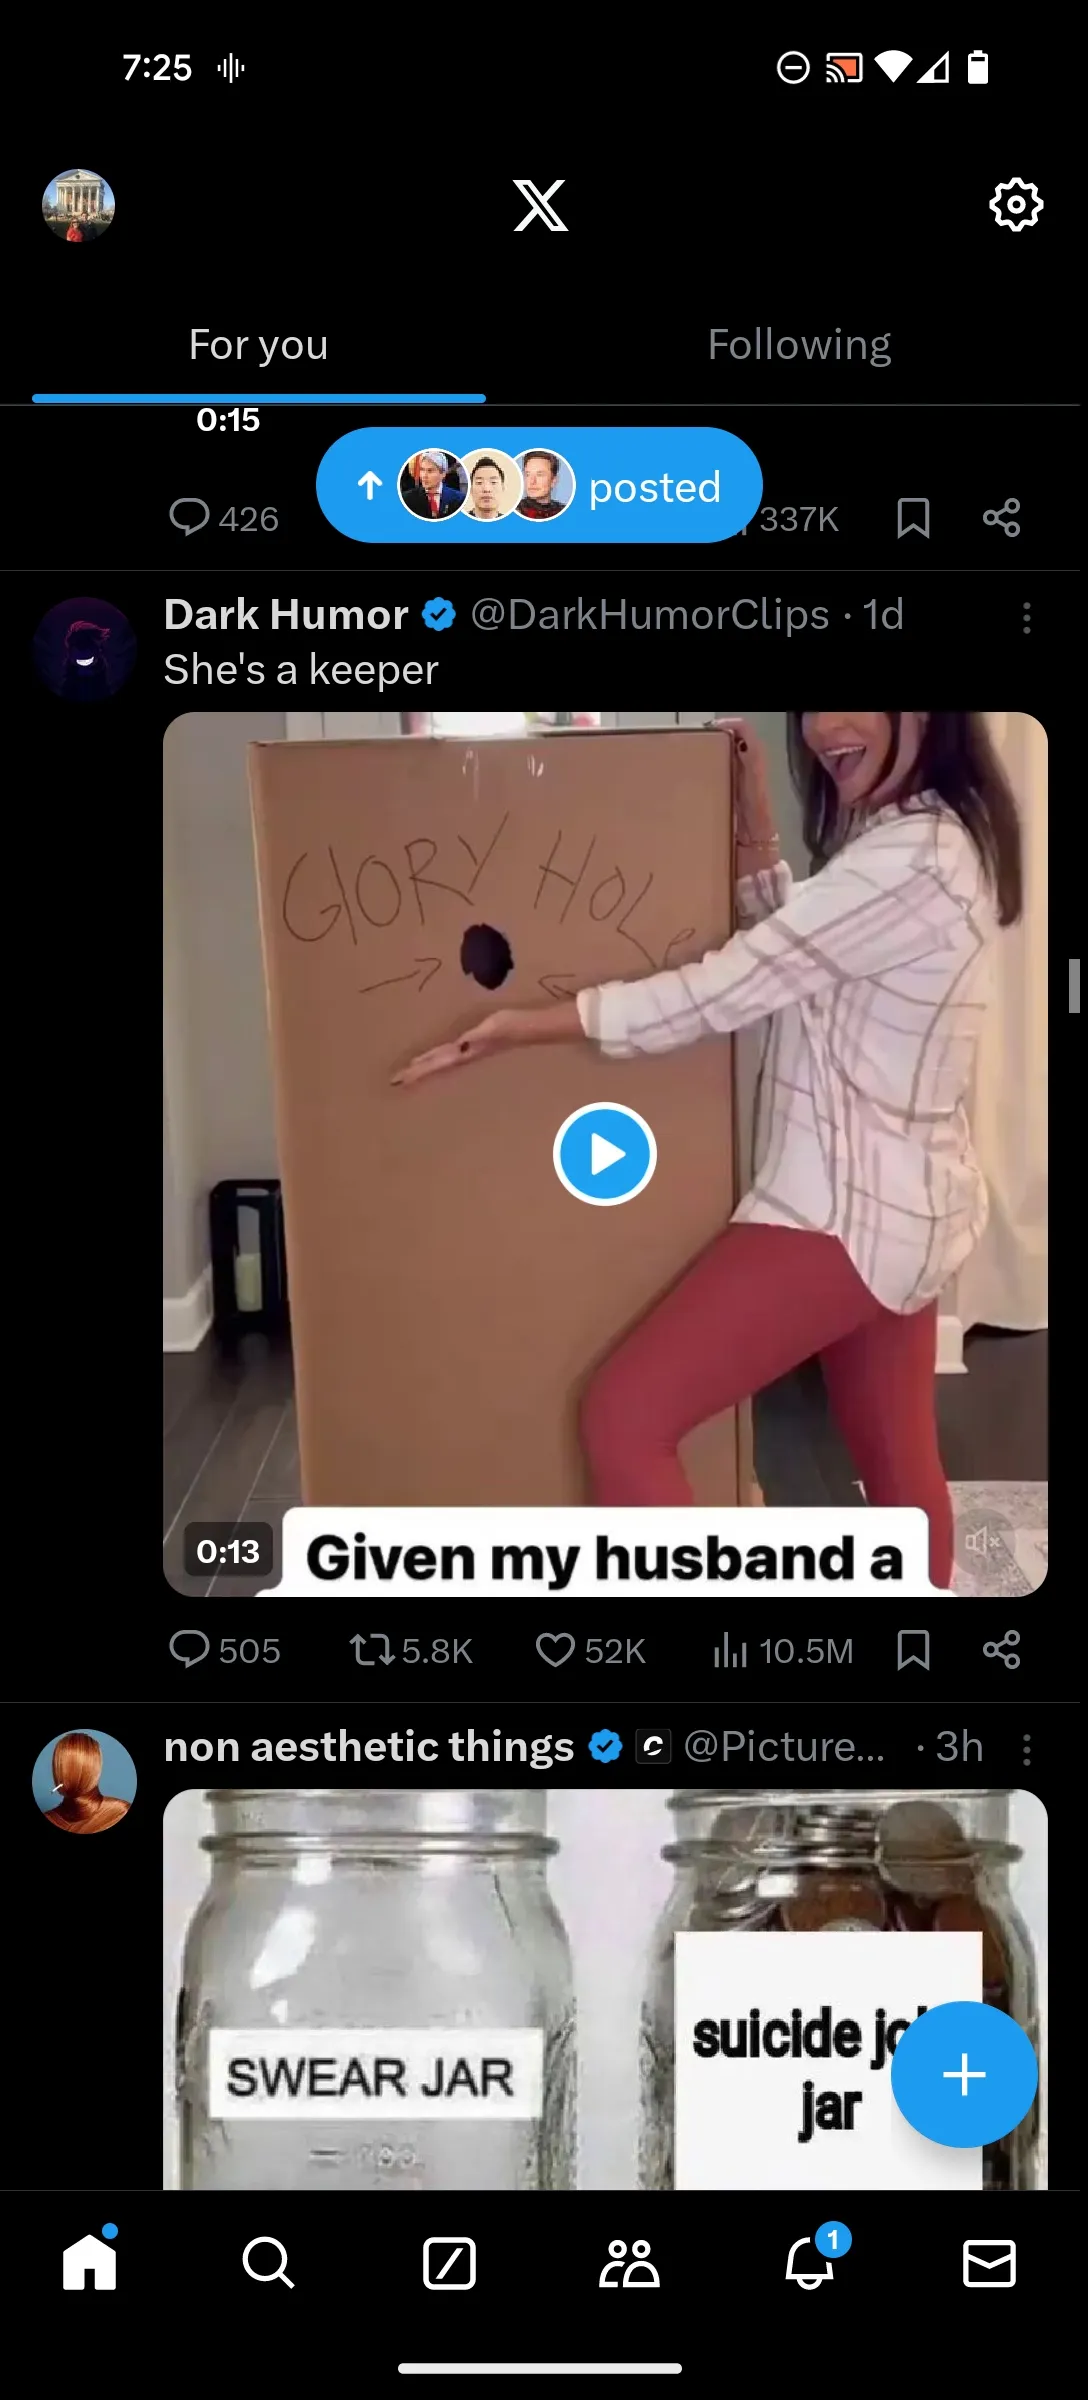 7:25
For you
Following
0:15
posted
426
337K
Dark Humor @DarkHumorClips · 1d
She's a keeper
GlORY HOLe
0:13
Given my husband a
505
5.8K
52K
10.5M
non aesthetic things @Picture... · 3h
SWEAR JAR
suicide
jar
1